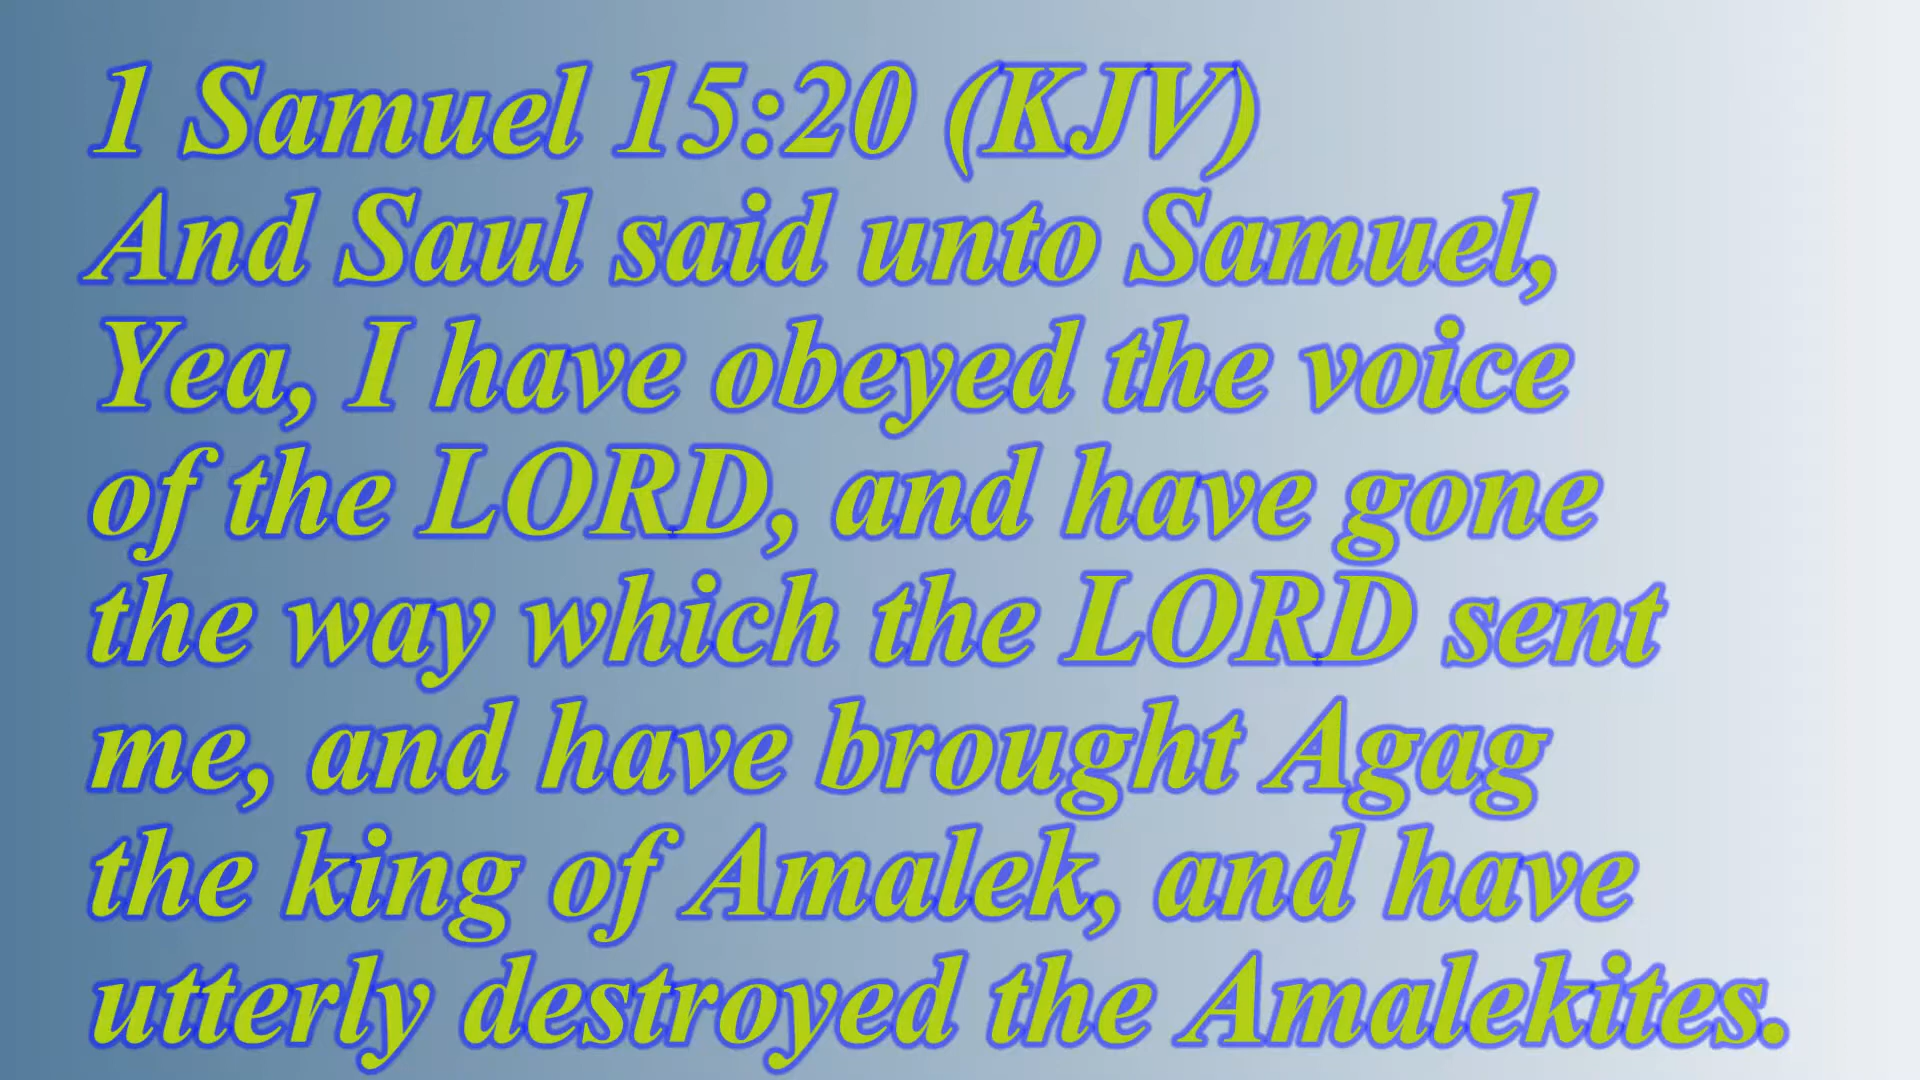 1 Samuel 15:20 (KJV)
And Saul said unto Samuel,
Yea, I have obeyed the voice
of the LORD, and have gone
the way which the LORD sent
me, and have brought Agag
the king of Amalek, and have
utterly destroyed the Amalekites.